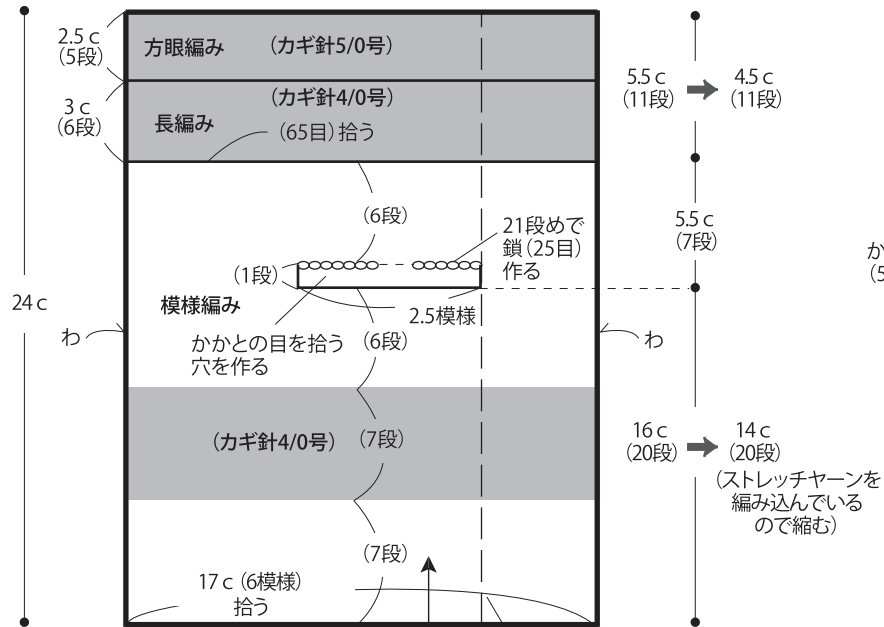 2.5 c
(5段)
方眼編み
(カギ針5/0号)
3 c
(6段)
(カギ針4/0号)
長編み
(65目)拾う
5.5 c
(11段)
4.5 c
(11段)
(6段)
21段めで
鎖(25目)
作る
5.5 c
(7段)
か
(5
(1段)
模様編み
2.5模様
24 c
わ
かかとの目を拾う
穴を作る
(6段)
わ
(カギ針4/0号)
(7段)
16 c
(20段)
14 c
(20段)
(ストレッチヤーンを
編み込んでいる
ので縮む)
(7段)
17 c (6模様)
拾う